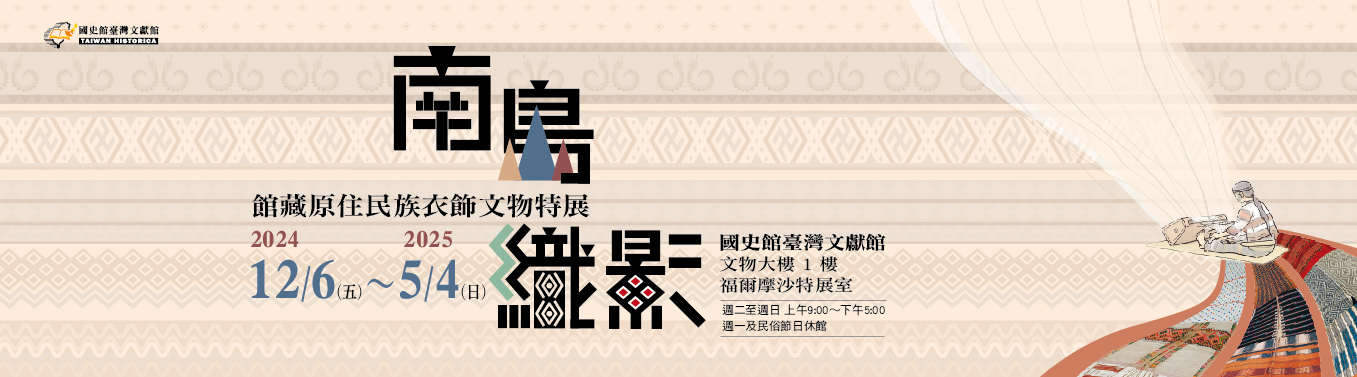 國史館臺灣文獻館
TAIWAN HISTORICA
南島
館藏原住民族衣飾文物特展
2024 2025
12/6(五)～5/4(日)
織影
國史館臺灣文獻館
文物大樓 1 樓
福爾摩沙特展室
週二至週日 上午9:00～下午5:00
週一及民俗節日休館